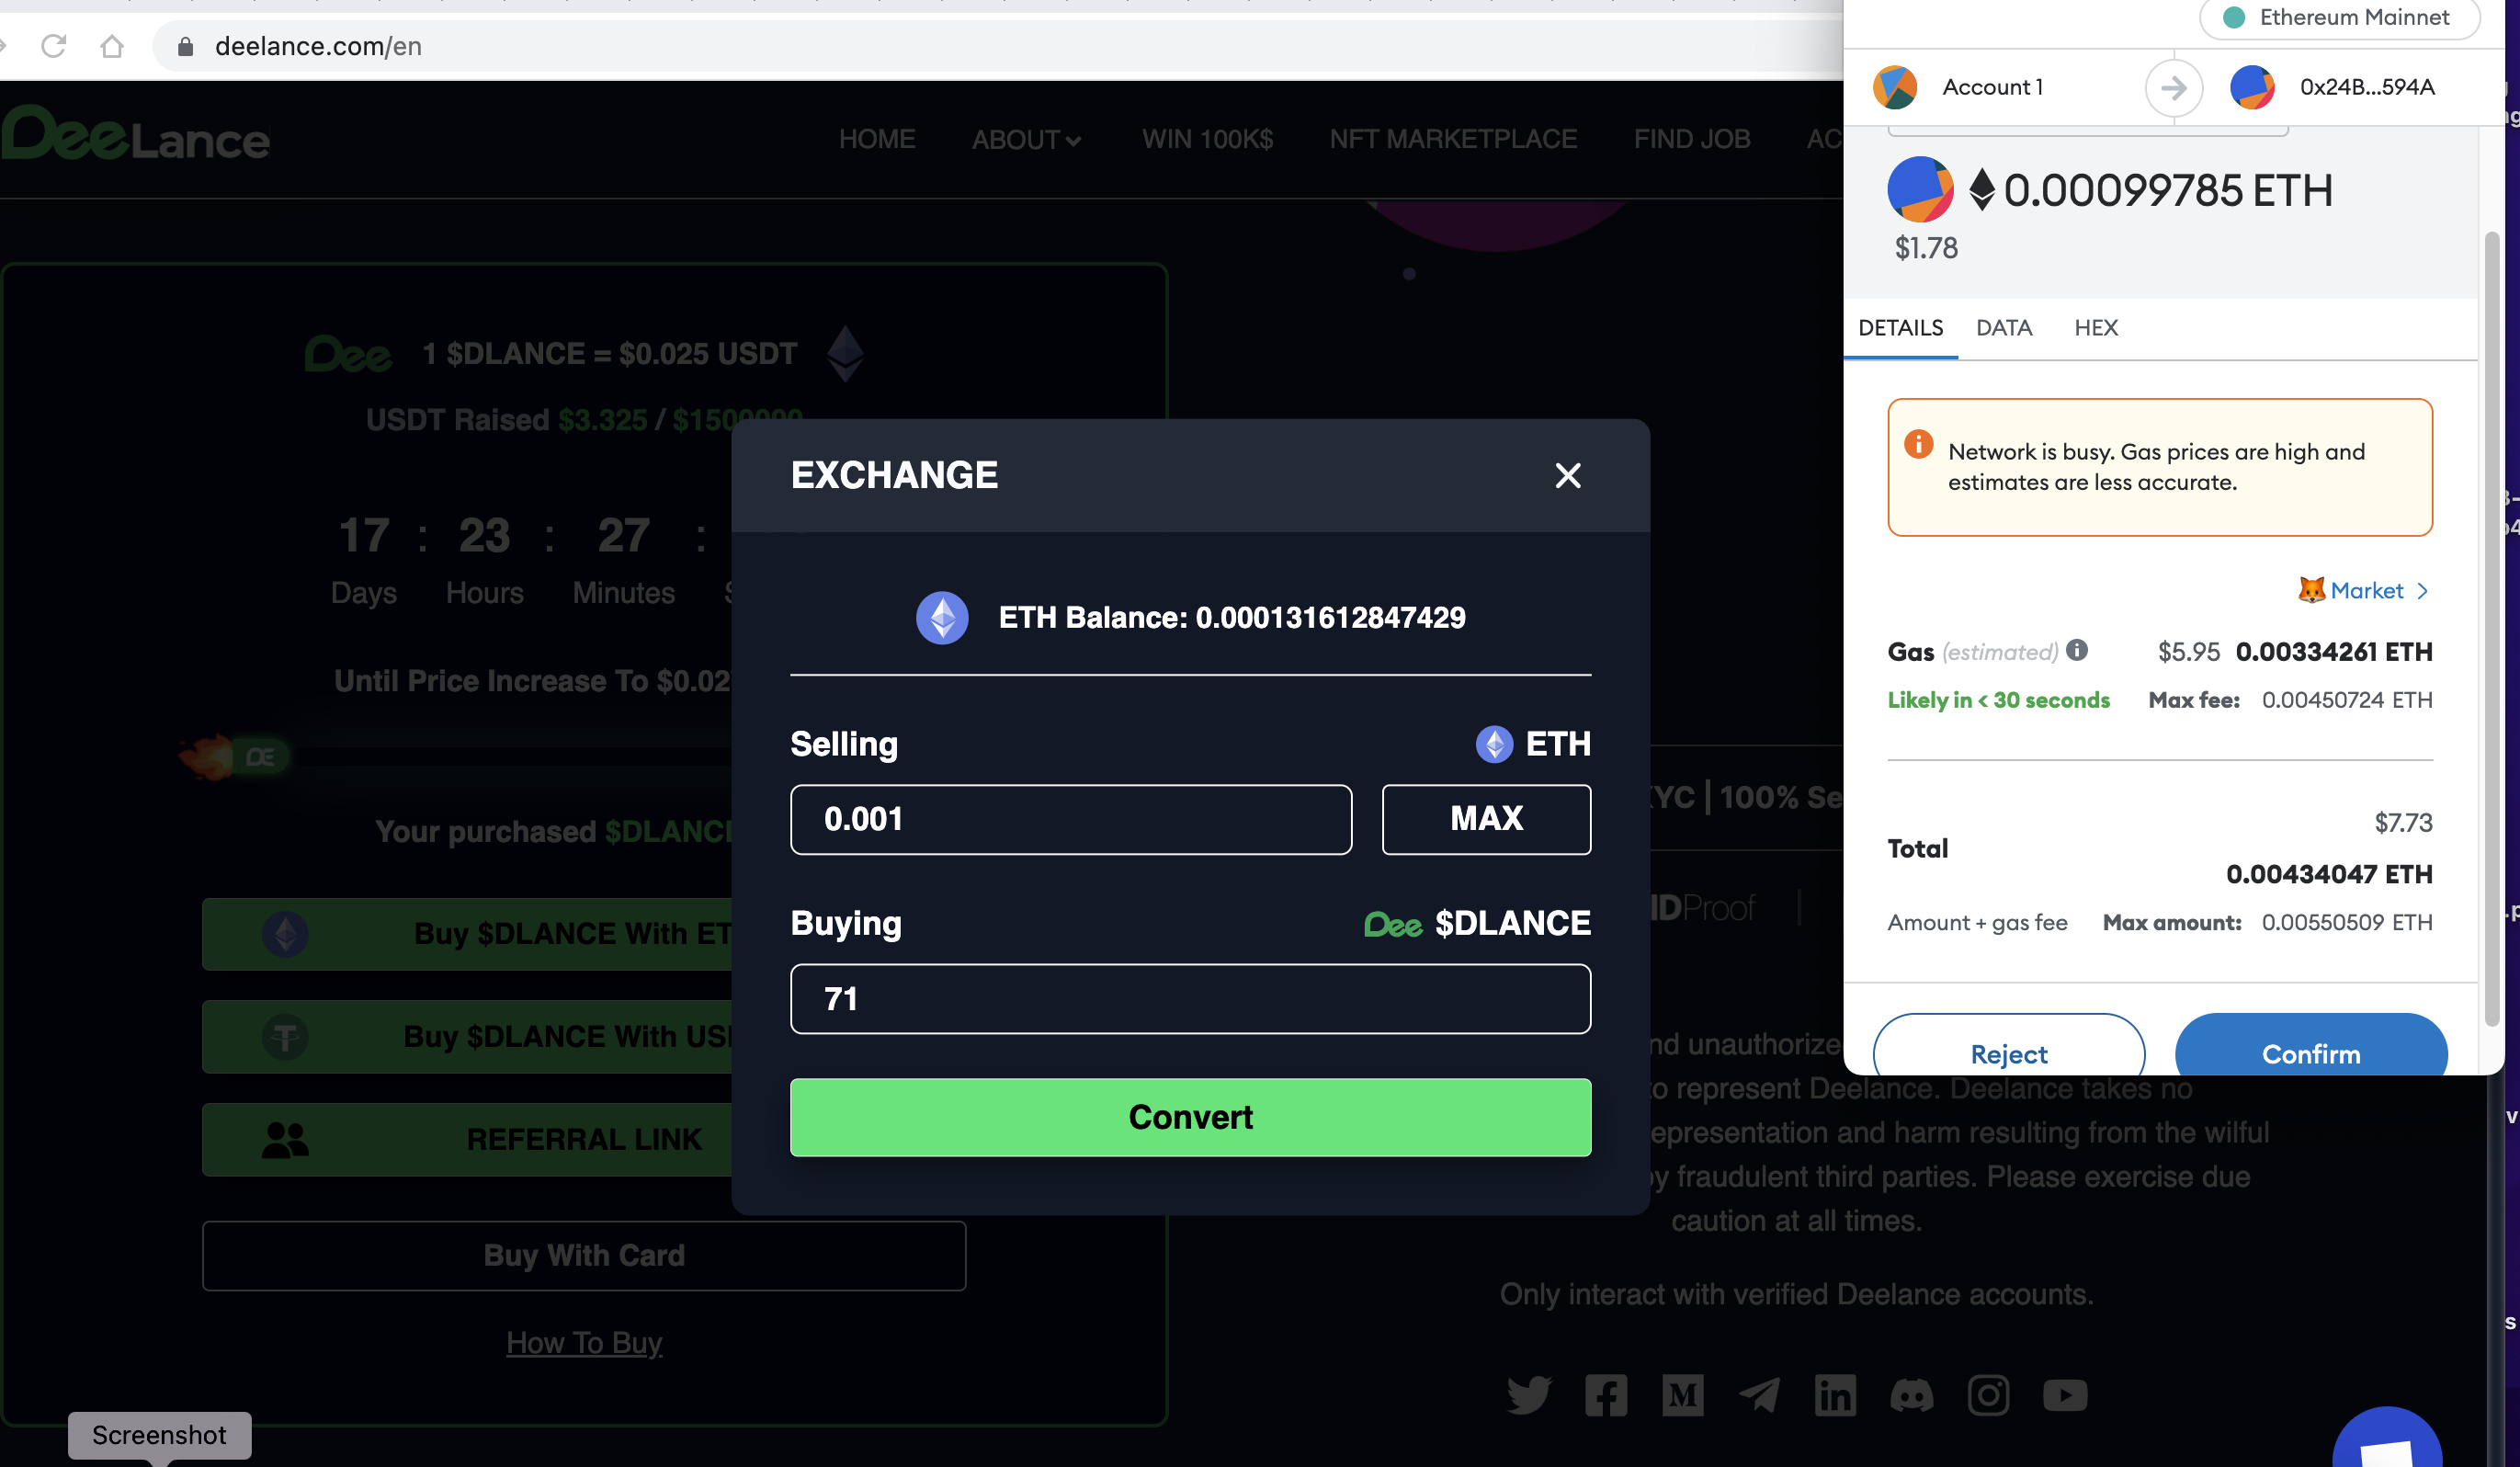 deelance.com/en
DeeLance
HOME
ABOUT
WIN 100K$
NFT MARKETPLACE
FIND JOB
AC
Dee 1 $DLANCE = $0.025 USDT
USDT Raised $3.325 / $1500000
17 : 23 : 27 :
Days Hours Minutes S
Until Price Increase To $0.02
DE
Your purchased $DLANC
Buy $DLANCE With ET
Buy $DLANCE With US
REFERRAL LINK
Buy With Card
How To Buy
Screenshot
EXCHANGE
ETH Balance: 0.000131612847429
Selling
ETH
0.001
MAX
Buying
Dee $DLANCE
71
Convert
YC | 100% Se
IDProof
nd unauthorize
o represent Deelance. Deelance takes no
epresentation and harm resulting from the wilful
y fraudulent third parties. Please exercise due
caution at all times.
Only interact with verified Deelance accounts.
Ethereum Mainnet
Account 1
0x24B...594A
0.00099785 ETH
$1.78
DETAILS
DATA
HEX
Network is busy. Gas prices are high and
estimates are less accurate.
Market
Gas (estimated) $5.95 0.00334261 ETH
Likely in < 30 seconds Max fee: 0.00450724 ETH
$7.73
Total
0.00434047 ETH
Amount + gas fee Max amount: 0.00550509 ETH
Reject
Confirm